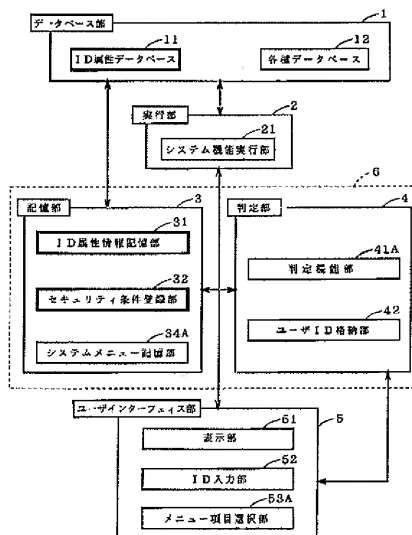 データベース部
1
11
12
ID属性データベース
各種データベース
2
実行部
21
システム機能実行部
6
3
4
記憶部
判定部
31
ID属性情報記憶部
41A
判定機能部
32
セキュリティ条件登録部
42
ユーザID格納部
34A
システムメニュー記憶部
ユーザインターフェイス部
51
5
表示部
52
ID入力部
53A
メニュー項目選択部